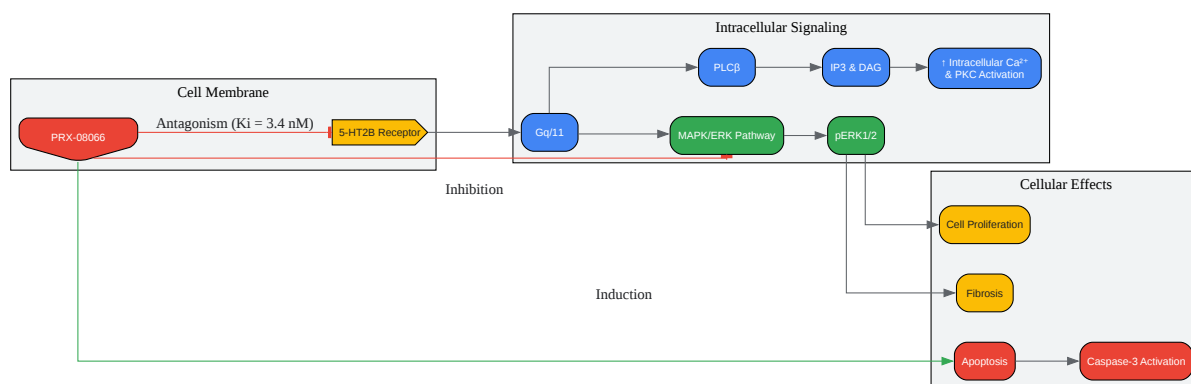 Intracellular Signaling
PLCβ
IP3 & DAG
↑ Intracellular Ca²⁺
& PKC Activation
Cell Membrane
PRX-08066
Antagonism (Ki = 3.4 nM)
5-HT2B Receptor
Gq/11
MAPK/ERK Pathway
pERK1/2
Inhibition
Cellular Effects
Cell Proliferation
Induction
Fibrosis
Apoptosis
Caspase-3 Activation